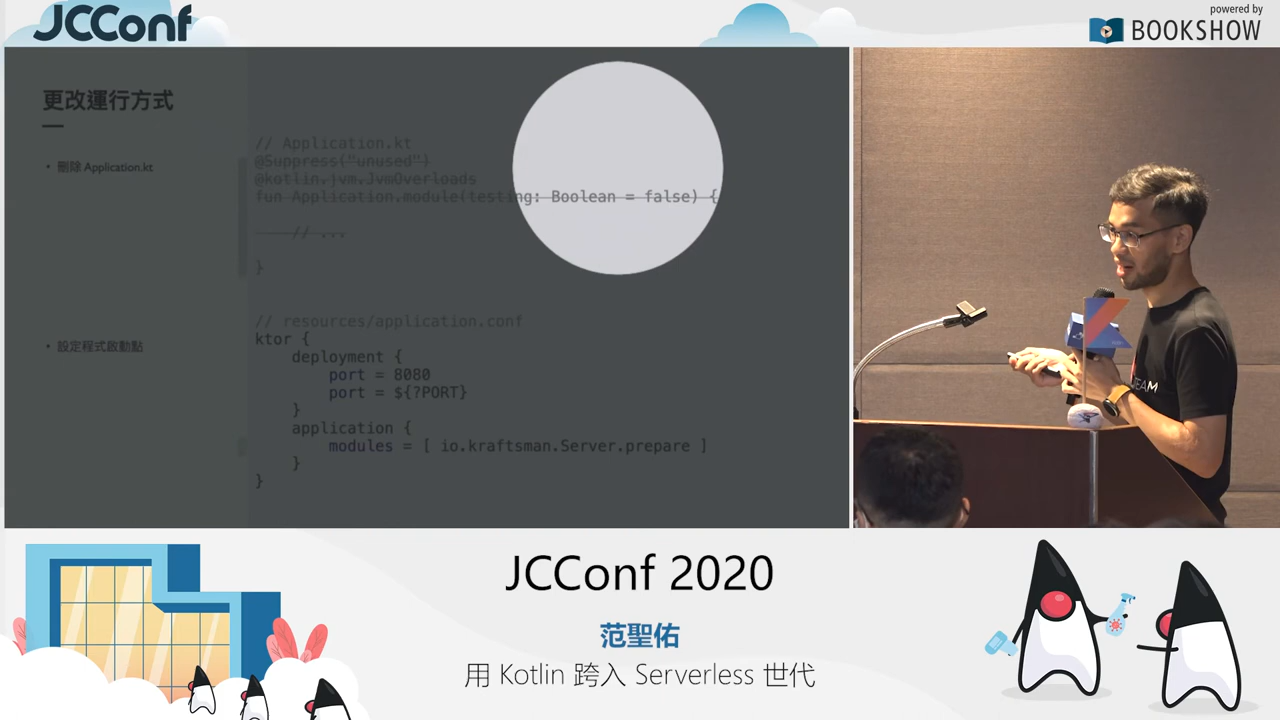 JCConf
powered by
BOOKSHOW
更改運行方式
• 刪除 Application.kt
// Application.kt
@Suppress("unused")
@kotlin.jvm.JvmOverloads
fun Application.module(testing: Boolean = false) {
// ...
}
• 設定程式啟動點
// resources/application.conf
ktor {
deployment {
port = 8080
port = ${?PORT}
}
application {
modules = [ io.kraftsman.Server.prepare ]
}
}
EAM
JCConf 2020
范聖佑
用 Kotlin 跨入 Serverless 世代